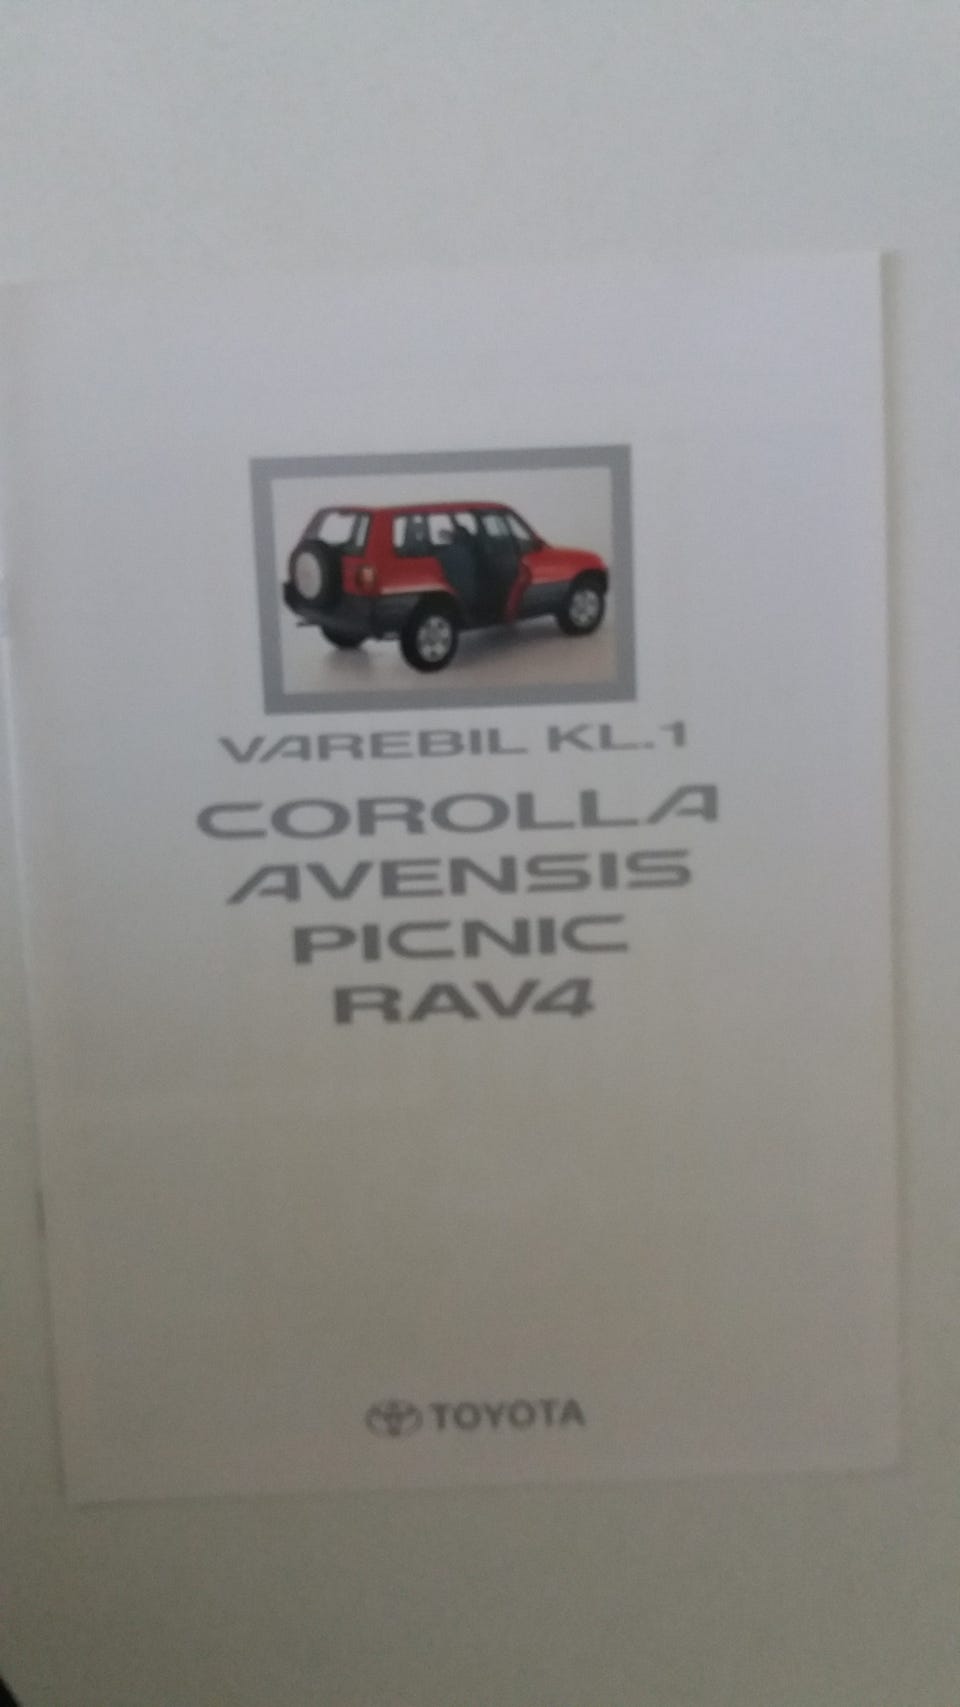 VAREBIL KL.1
COROLLA
AVENSIS
PICNIC
RAV4
TOYOTA